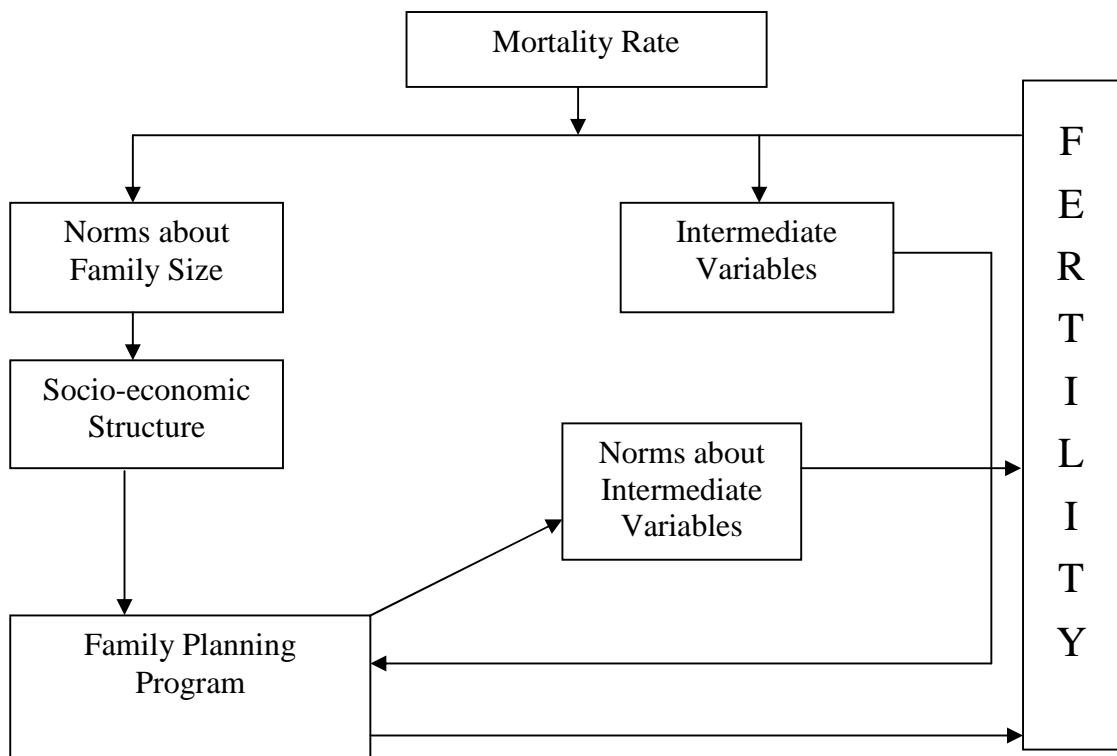 Mortality Rate
Norms about
Family Size
Intermediate
Variables
Socio-economic
Structure
Norms about
Intermediate
Variables
Family Planning
Program
F
E
R
T
I
L
I
T
Y